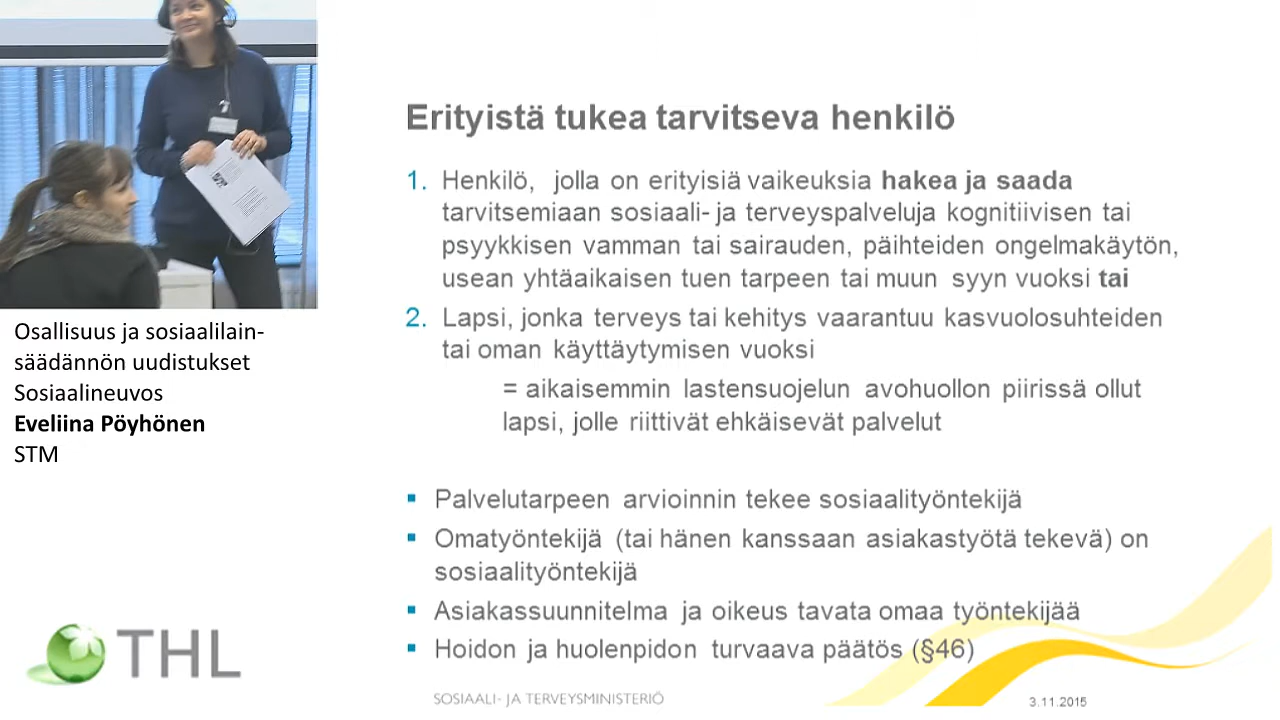 Osallisuus ja sosiaalilain-
säädännön uudistukset
Sosiaalineuvos
Eveliina Pöyhönen
STM
THL
Erityistä tukea tarvitseva henkilö
1. Henkilö, jolla on erityisiä vaikeuksia hakea ja saada
tarvitsemiaan sosiaali- ja terveyspalveluja kognitiivisen tai
psyykkisen vamman tai sairauden, päihteiden ongelmakäytön,
usean yhtäaikaisen tuen tarpeen tai muun syyn vuoksi tai
2. Lapsi, jonka terveys tai kehitys vaarantuu kasvuolosuhteiden
tai oman käyttäytymisen vuoksi
= aikaisemmin lastensuojelun avohuollon piirissä ollut
lapsi, jolle riittivät ehkäisevät palvelut
▪ Palvelutarpeen arvioinnin tekee sosiaalityöntekijä
▪ Omatyöntekijä (tai hänen kanssaan asiakastyötä tekevä) on
sosiaalityöntekijä
▪ Asiakassuunnitelma ja oikeus tavata omaa työntekijää
▪ Hoidon ja huolenpidon turvaava päätös (§46)
SOSIAALI- JA TERVEYSMINISTERIÖ
3.11.2015